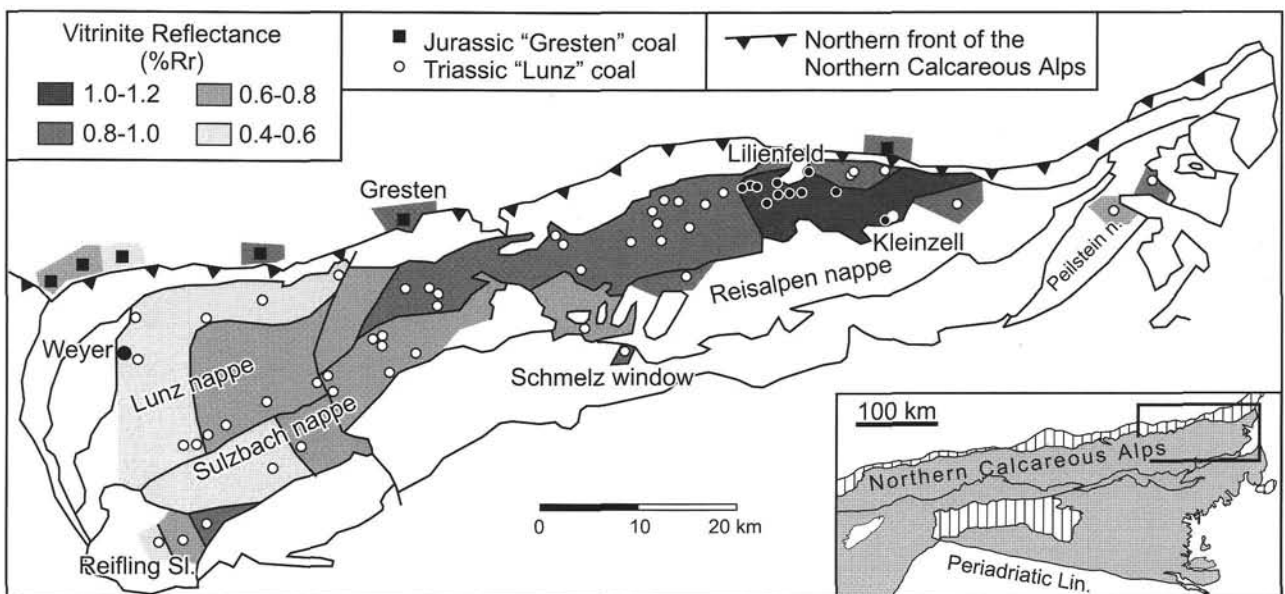 Vitrinite Reflectance
(%Rr)
1.0-1.2
0.6-0.8
0.8-1.0
0.4-0.6
Jurassic "Gresten" coal
Triassic "Lunz" coal
Northern front of the
Northern Calcareous Alps
Lilienfeld
Gresten
Kleinzell
Reisalpen nappe
Peilstein n.
Weyer
Lunz nappe
Schmelz window
Sulzbach nappe
Reifling Sl.
0 10 20 km
100 km
Northern Calcareous Alps
Periadriatic Lin.